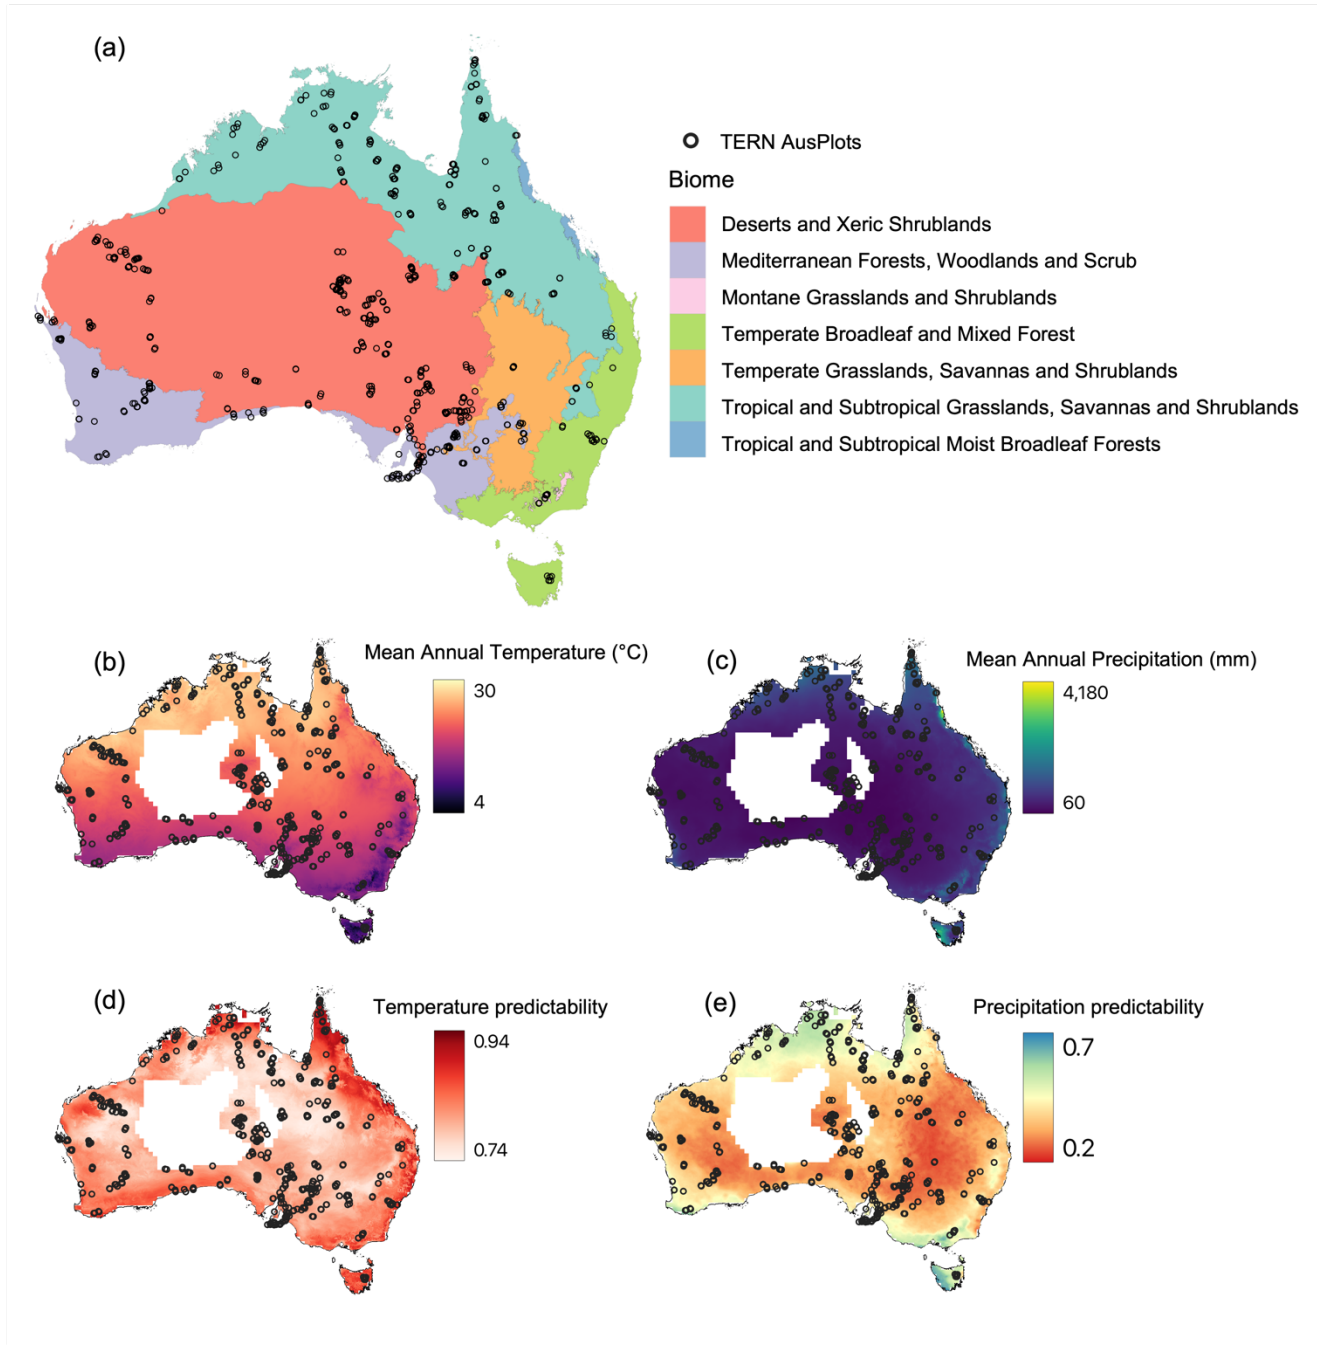 (a)
TERN AusPlots
Biome
Deserts and Xeric Shrublands
Mediterranean Forests, Woodlands and Scrub
Montane Grasslands and Shrublands
Temperate Broadleaf and Mixed Forest
Temperate Grasslands, Savannas and Shrublands
Tropical and Subtropical Grasslands, Savannas and Shrublands
Tropical and Subtropical Moist Broadleaf Forests
(b)
Mean Annual Temperature (°C)
30
4
(c)
Mean Annual Precipitation (mm)
4,180
60
(d)
Temperature predictability
0.94
0.74
(e)
Precipitation predictability
0.7
0.2